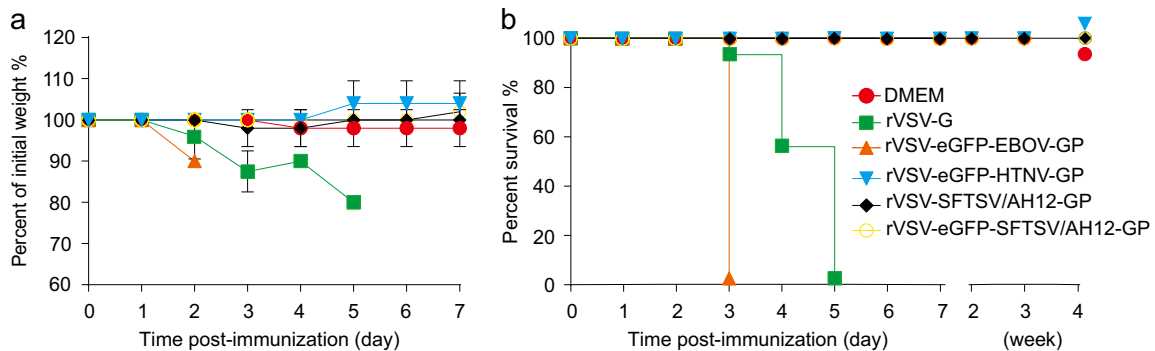 a
Percent of initial weight %
120
110
100
90
80
70
60
0 1 2 3 4 5 6 7
Time post-immunization (day)
b
Percent survival %
100
80
60
40
20
0
0 1 2 3 4 5 6 7 2 3 4
Time post-immunization (day) (week)
DMEM
rVSV-G
rVSV-eGFP-EBOV-GP
rVSV-eGFP-HTNV-GP
rVSV-SFTSV/AH12-GP
rVSV-eGFP-SFTSV/AH12-GP